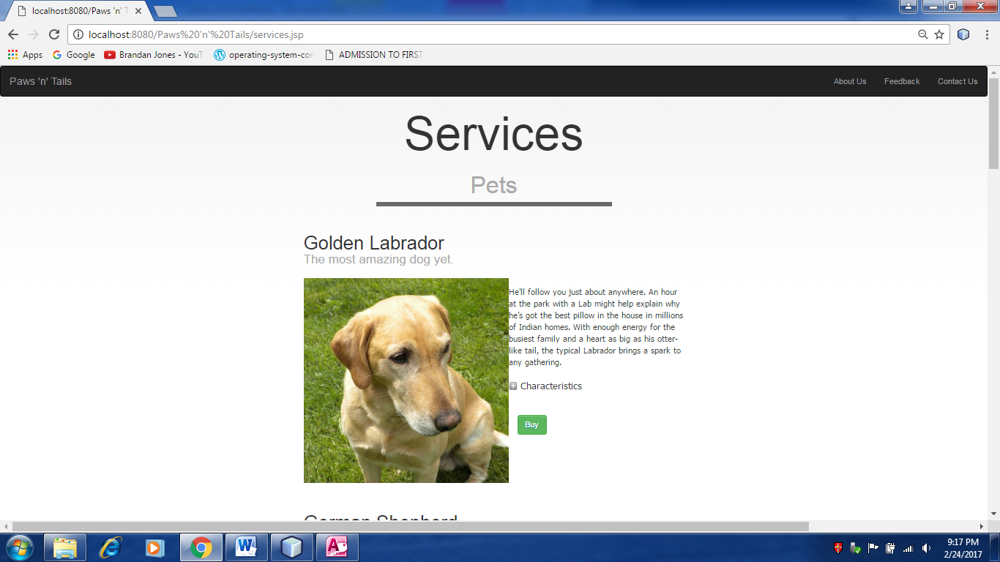 localhost:8080/Paws 'n' T
localhost:8080/Paws%20'n'%20Tails/services.jsp
Apps Google Brandan Jones - YouT operating-system-con ADMISSION TO FIRST
Paws 'n' Tails About Us Feedback Contact Us
Services
Pets
Golden Labrador
The most amazing dog yet.
He'll follow you just about anywhere. An hour
at the park with a Lab might help explain why
he's got the best pillow in the house in millions
of Indian homes. With enough energy for the
busiest family and a heart as big as his otter-
like tail, the typical Labrador brings a spark to
any gathering.
Characteristics
Buy
German Shepherd
9:17 PM
2/24/2017